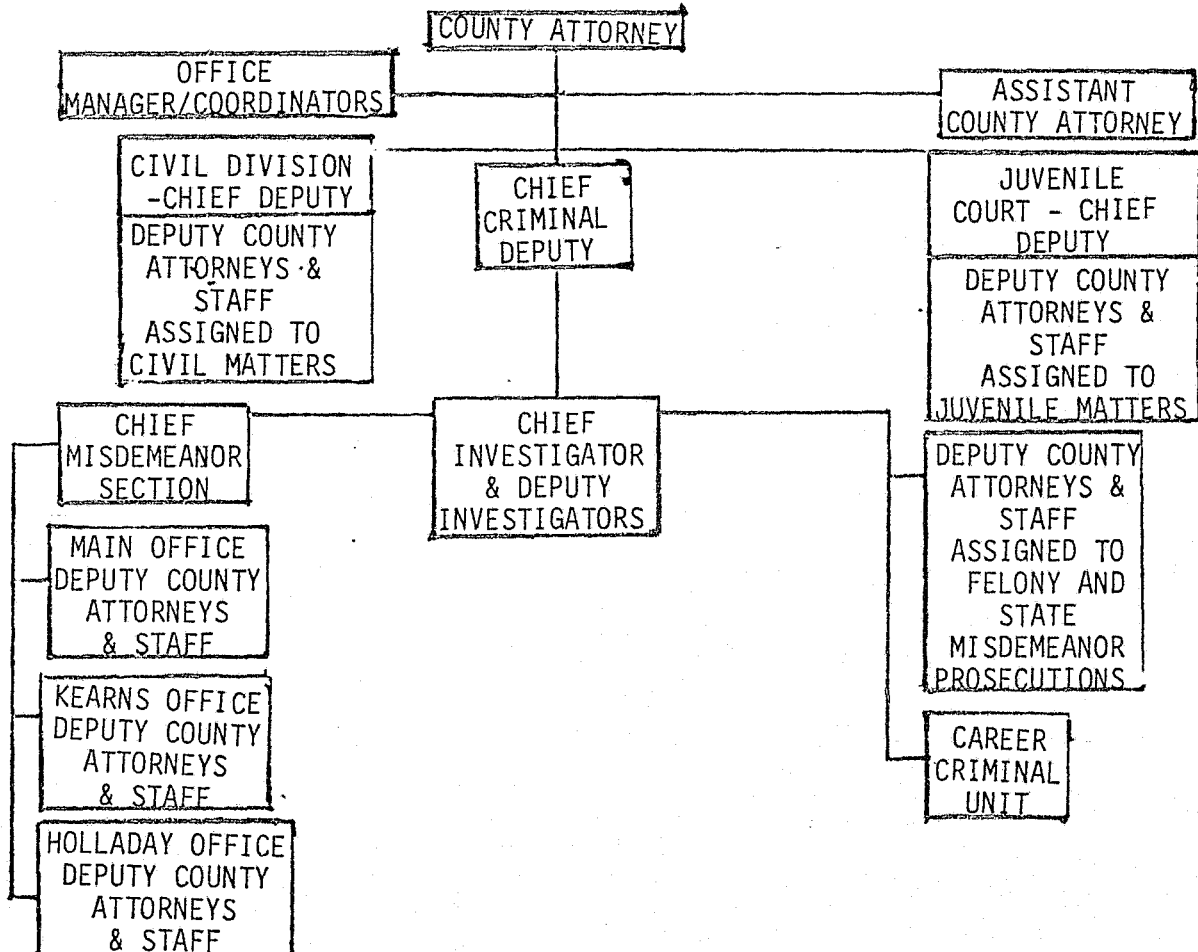 COUNTY ATTORNEY
OFFICE
MANAGER/COORDINATORS
ASSISTANT
COUNTY ATTORNEY
CIVIL DIVISION
-CHIEF DEPUTY
DEPUTY COUNTY
ATTORNEYS &
STAFF
ASSIGNED TO
CIVIL MATTERS
CHIEF
CRIMINAL
DEPUTY
JUVENILE
COURT - CHIEF
DEPUTY
DEPUTY COUNTY
ATTORNEYS &
STAFF
ASSIGNED TO
JUVENILE MATTERS
CHIEF
MISDEMEANOR
SECTION
CHIEF
INVESTIGATOR
& DEPUTY
INVESTIGATORS
DEPUTY COUNTY
ATTORNEYS &
STAFF
ASSIGNED TO
FELONY AND
STATE
MISDEMEANOR
PROSECUTIONS
MAIN OFFICE
DEPUTY COUNTY
ATTORNEYS
& STAFF
KEARNS OFFICE
DEPUTY COUNTY
ATTORNEYS
& STAFF
CAREER
CRIMINAL
UNIT
HOLLADAY OFFICE
DEPUTY COUNTY
ATTORNEYS
& STAFF